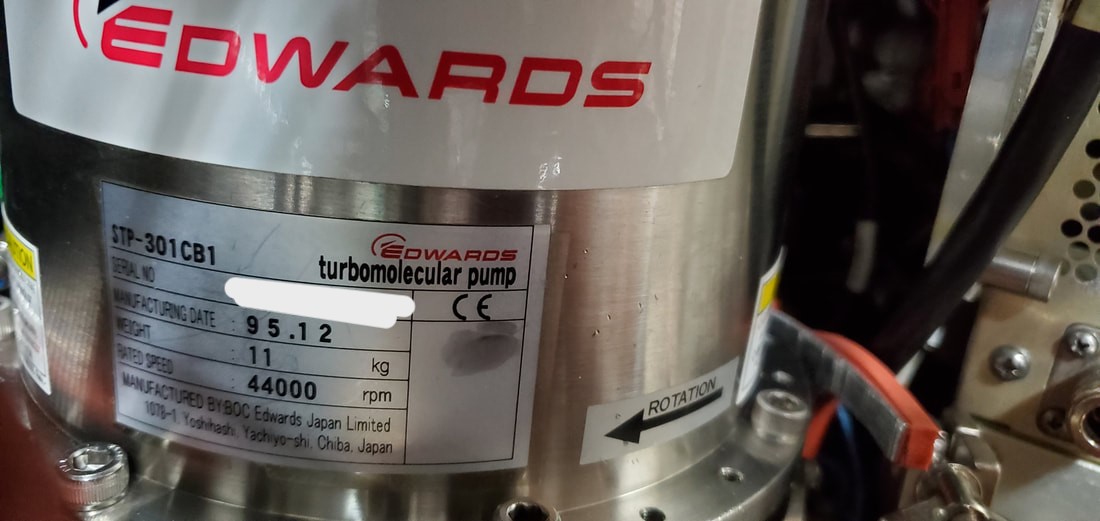 EDWARDS
STP-301CB1
EDWARDS
turbomolecular pump
SERIAL NO
CE
MANUFACTURING DATE : 95.12
WEIGHT : 11 kg
RATED SPEED : 44000 rpm
MANUFACTURED BY:BOC Edwards Japan Limited
1078-1, Yoshihashi, Yachiyo-shi, Chiba, Japan
ROTATION